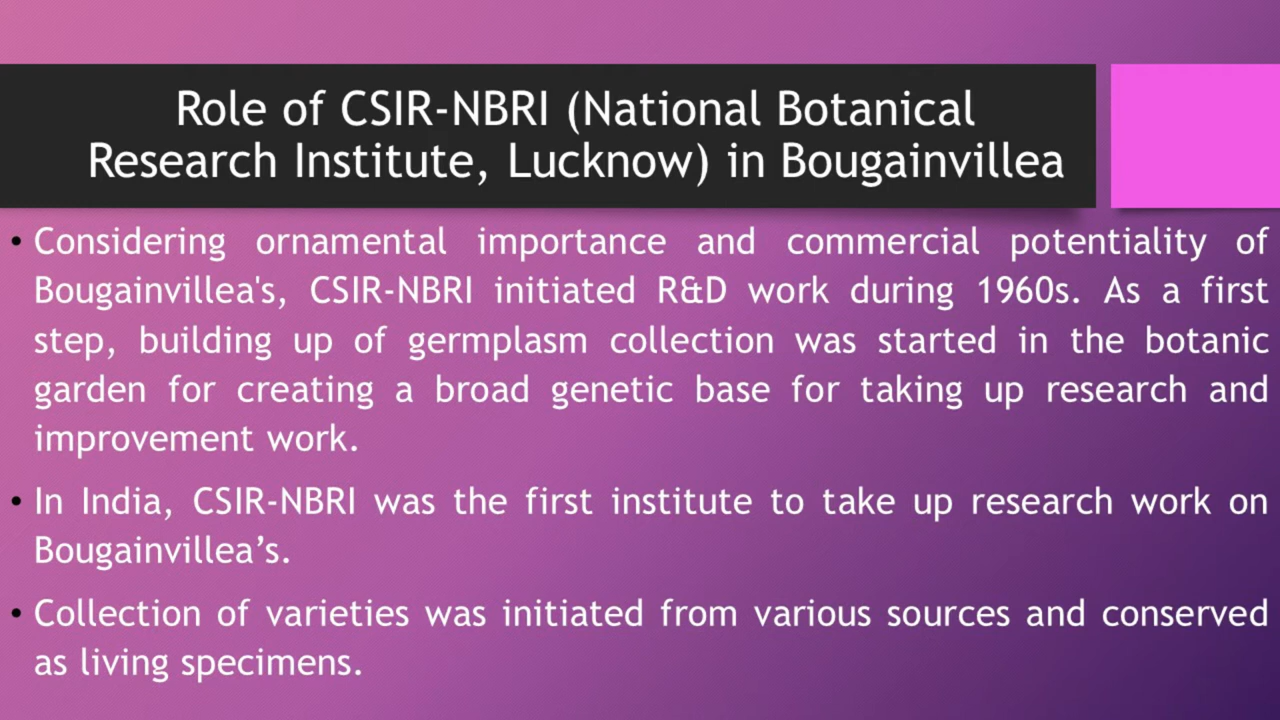 Role of CSIR-NBRI (National Botanical
Research Institute, Lucknow) in Bougainvillea
• Considering ornamental importance and commercial potentiality of
Bougainvillea's, CSIR-NBRI initiated R&D work during 1960s. As a first
step, building up of germplasm collection was started in the botanic
garden for creating a broad genetic base for taking up research and
improvement work.
• In India, CSIR-NBRI was the first institute to take up research work on
Bougainvillea’s.
• Collection of varieties was initiated from various sources and conserved
as living specimens.